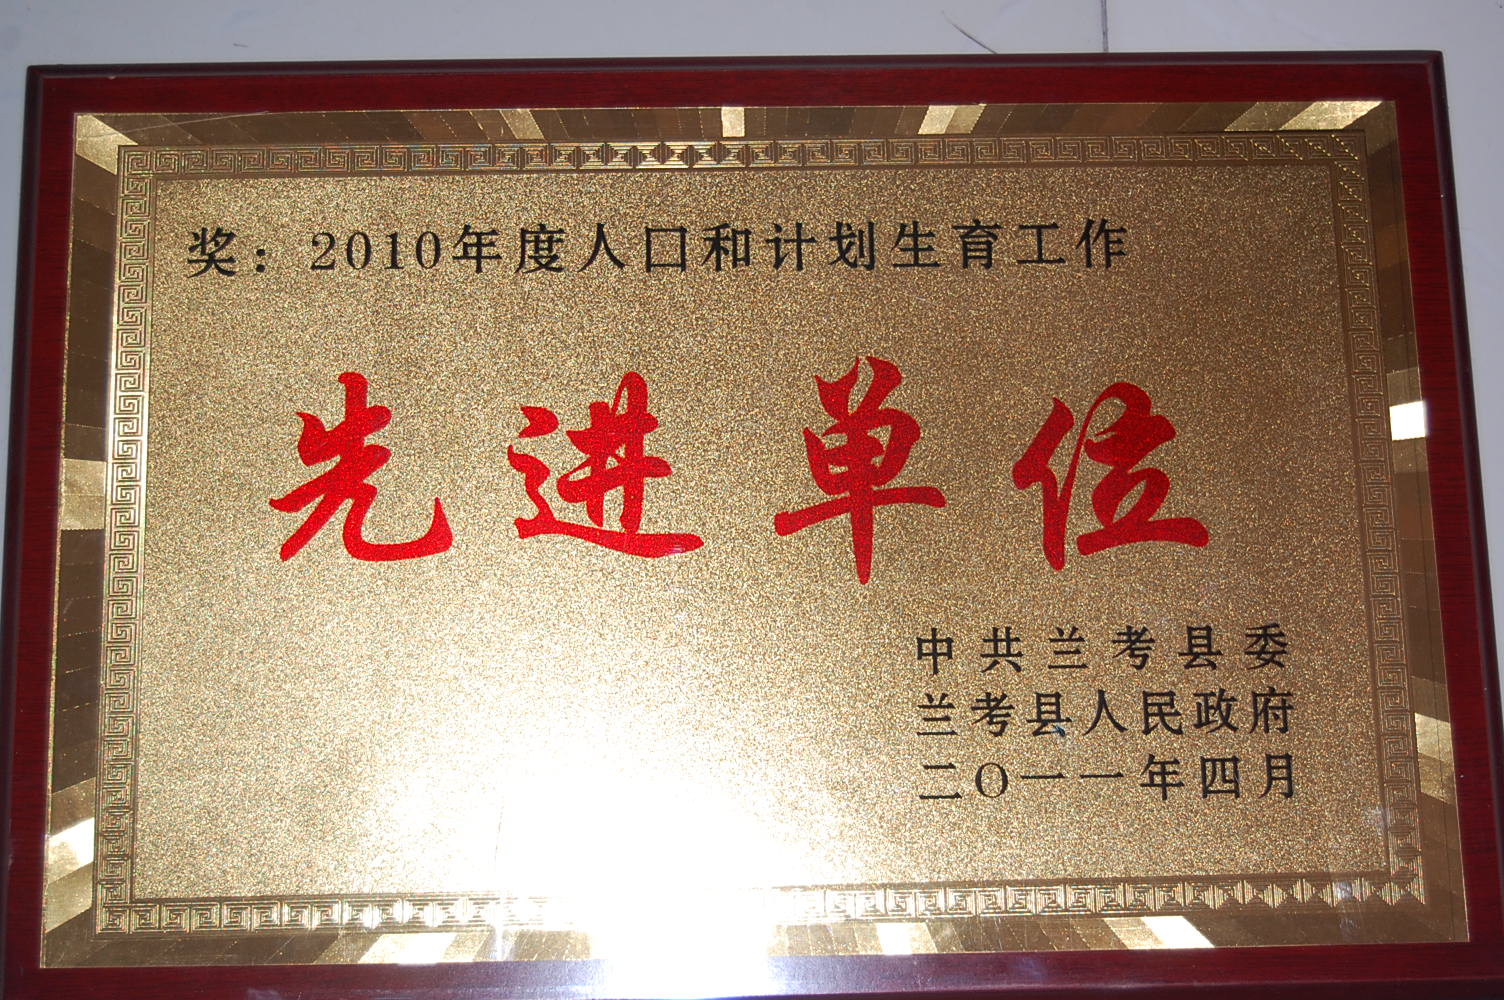 奖：2010年度人口和计划生育工作
先进单位
中共兰考县委
兰考县人民政府
二〇一一年四月